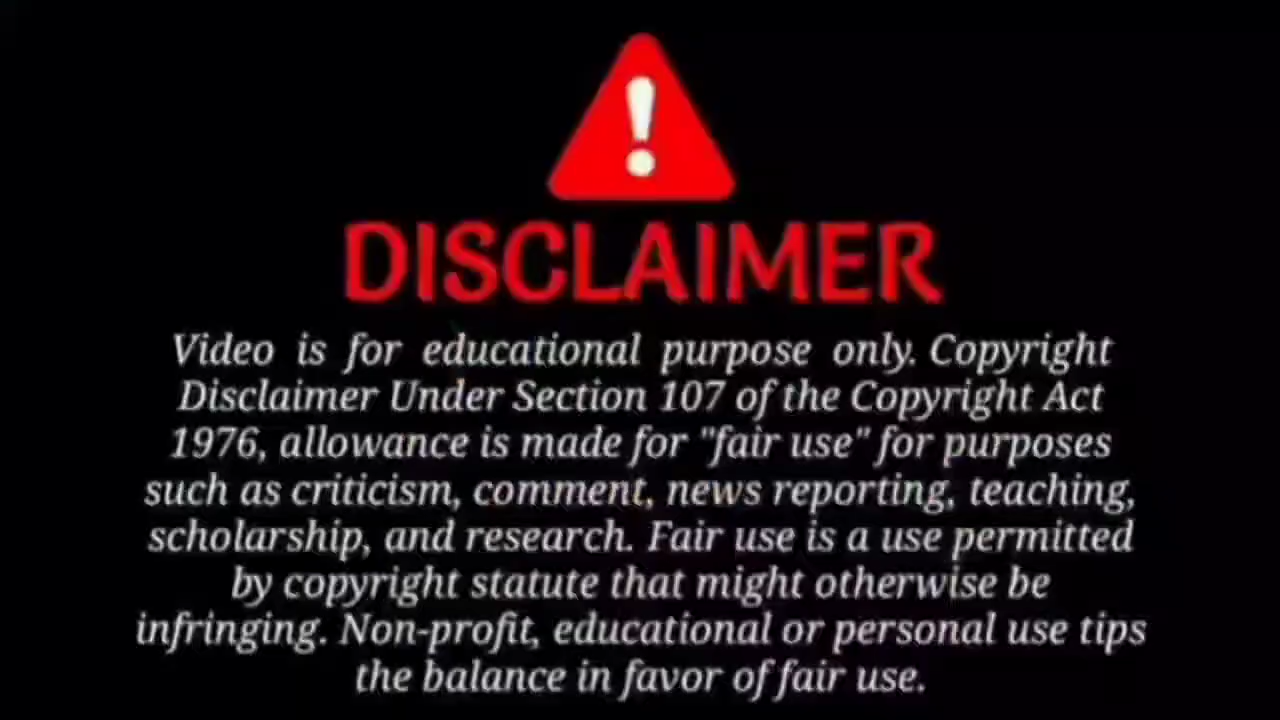 DISCLAIMER
Video is for educational purpose only. Copyright
Disclaimer Under Section 107 of the Copyright Act
1976, allowance is made for "fair use" for purposes
such as criticism, comment, news reporting, teaching,
scholarship, and research. Fair use is a use permitted
by copyright statute that might otherwise be
infringing. Non-profit, educational or personal use tips
the balance in favor of fair use.